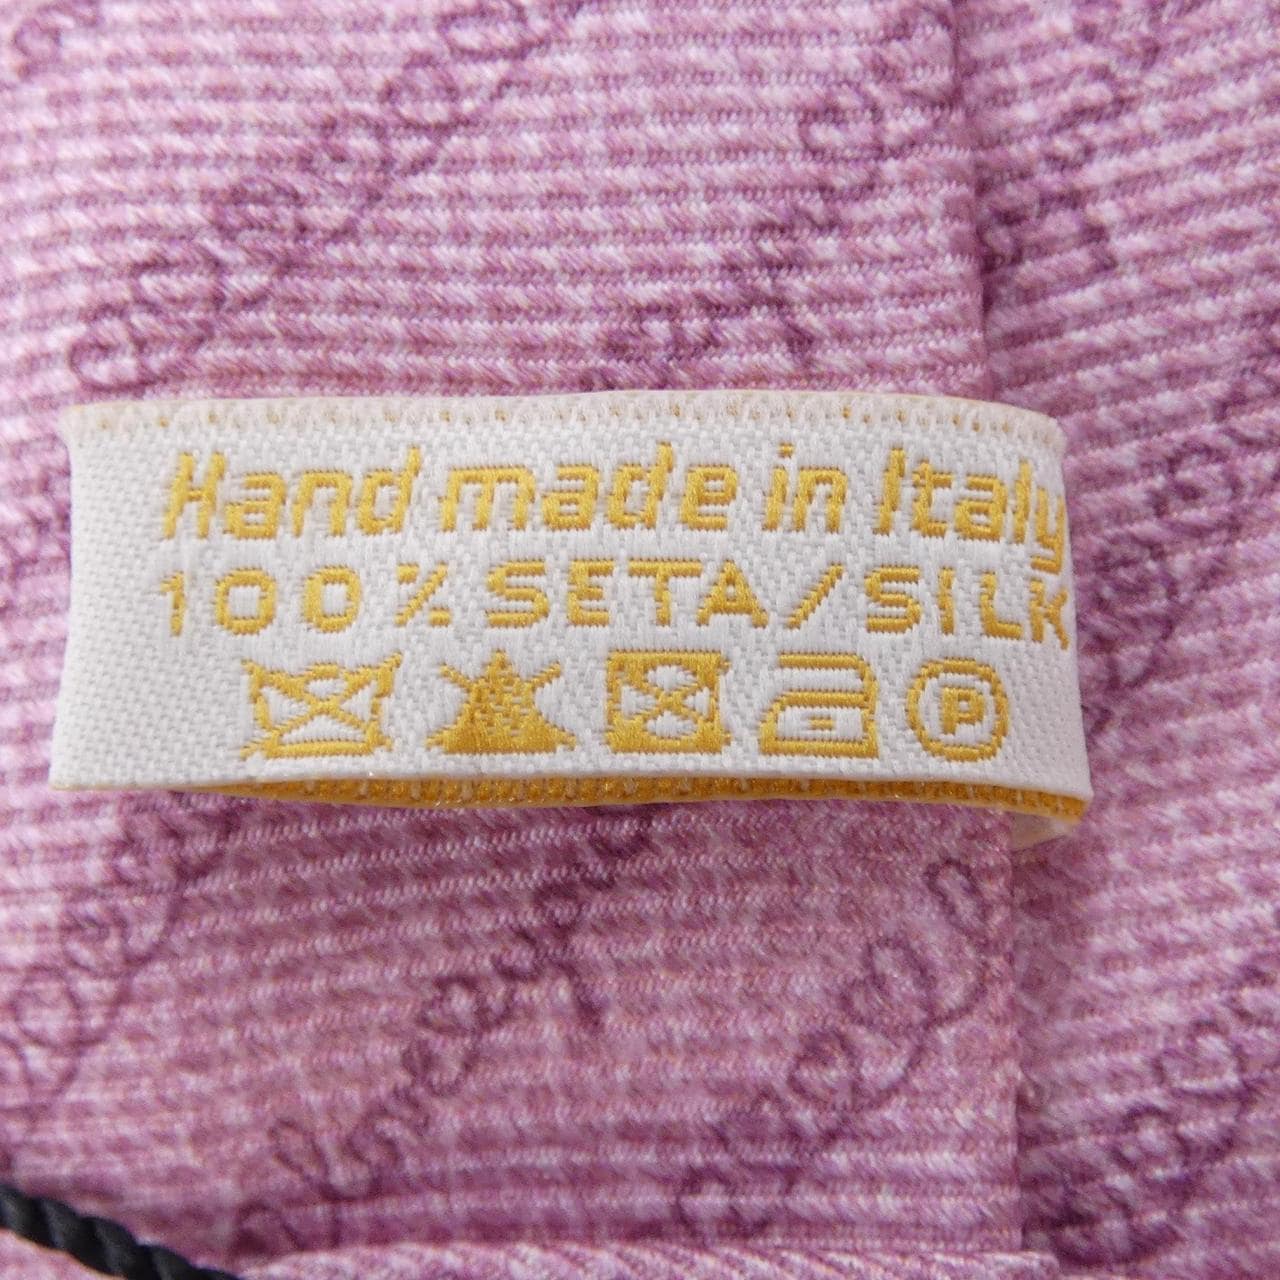 Hand made in Italy
100% SETA/SILK
P